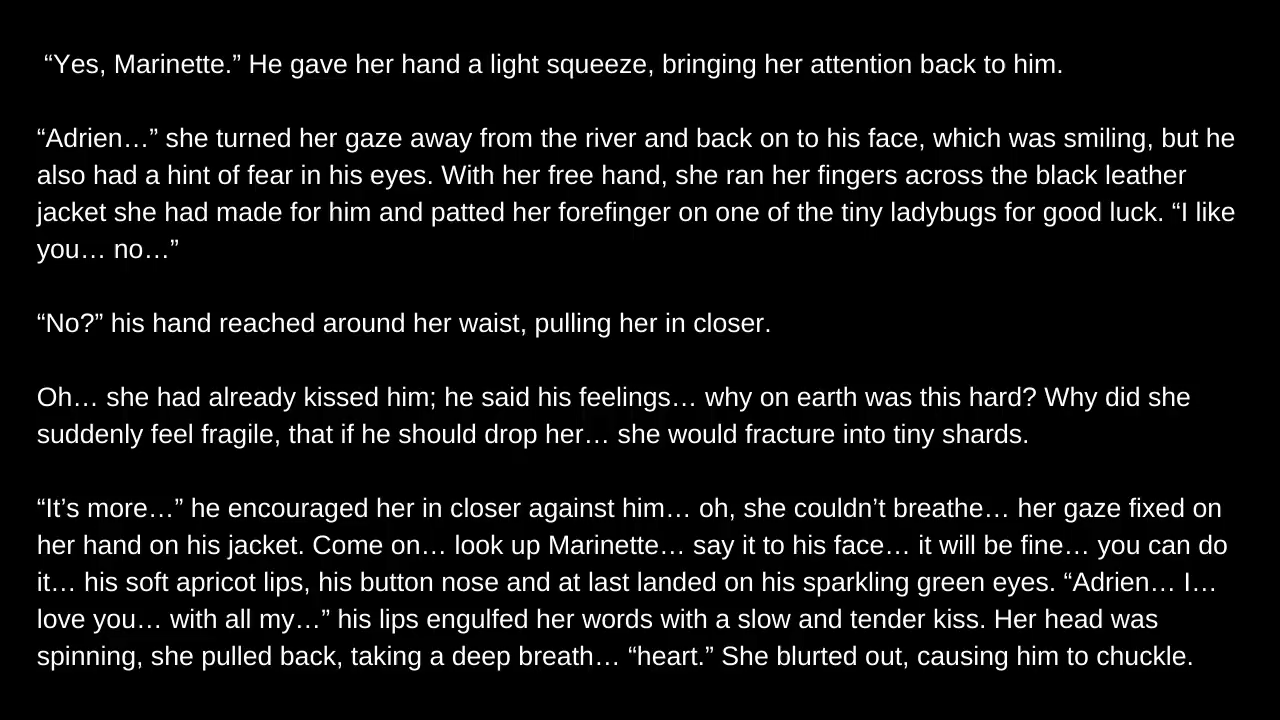 “Yes, Marinette.” He gave her hand a light squeeze, bringing her attention back to him.
“Adrien…” she turned her gaze away from the river and back on to his face, which was smiling, but he
also had a hint of fear in his eyes. With her free hand, she ran her fingers across the black leather
jacket she had made for him and patted her forefinger on one of the tiny ladybugs for good luck. “I like
you… no…”
“No?” his hand reached around her waist, pulling her in closer.
Oh… she had already kissed him; he said his feelings… why on earth was this hard? Why did she
suddenly feel fragile, that if he should drop her… she would fracture into tiny shards.
“It’s more…” he encouraged her in closer against him… oh, she couldn’t breathe… her gaze fixed on
her hand on his jacket. Come on… look up Marinette… say it to his face… it will be fine… you can do
it… his soft apricot lips, his button nose and at last landed on his sparkling green eyes. “Adrien… I…
love you… with all my…” his lips engulfed her words with a slow and tender kiss. Her head was
spinning, she pulled back, taking a deep breath… “heart.” She blurted out, causing him to chuckle.